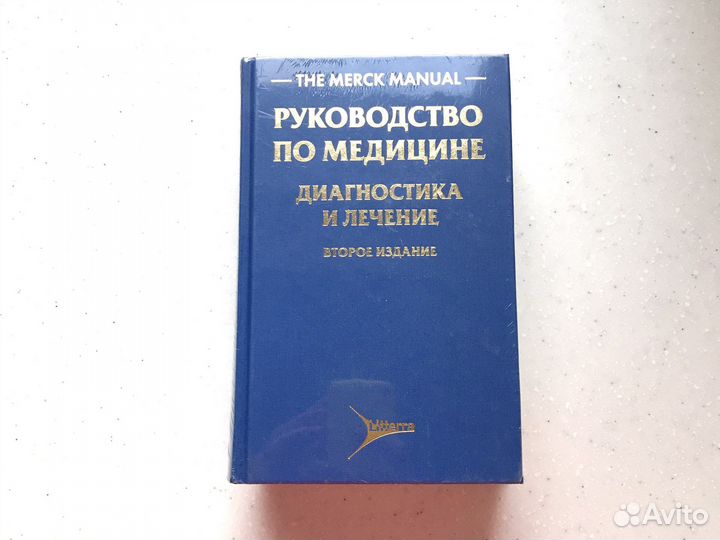 — THE MERCK MANUAL —
РУКОВОДСТВО
ПО МЕДИЦИНЕ
ДИАГНОСТИКА
И ЛЕЧЕНИЕ
ВТОРОЕ ИЗДАНИЕ
Litterra
Avito